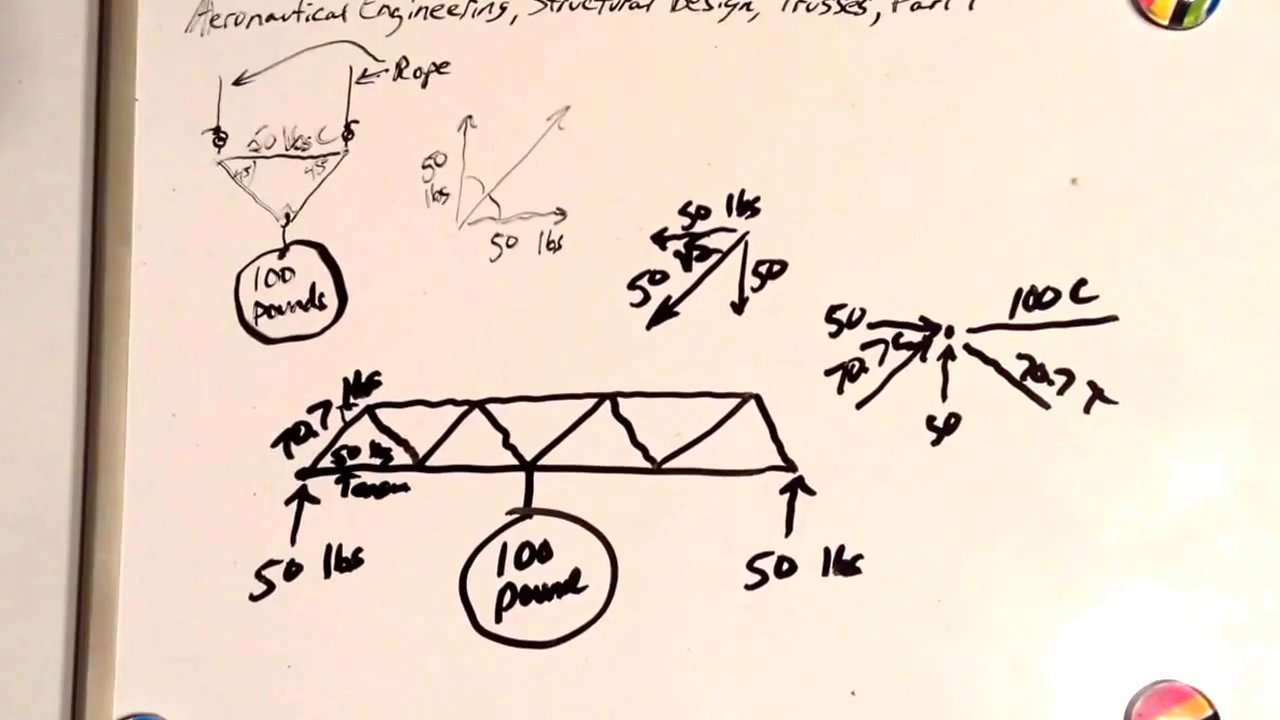 Aeronautical Engineering, Structural Design, Trusses, Part 1
Rope
50 lbs C
45 45
100
pounds
50
lbs
50 lbs
50 lbs
√2
50
50
100 C
50
70.7 C
70.7 T
50
70.7 lbs
50 lbs
Tension
50 lbs
50 lbs
100
pound